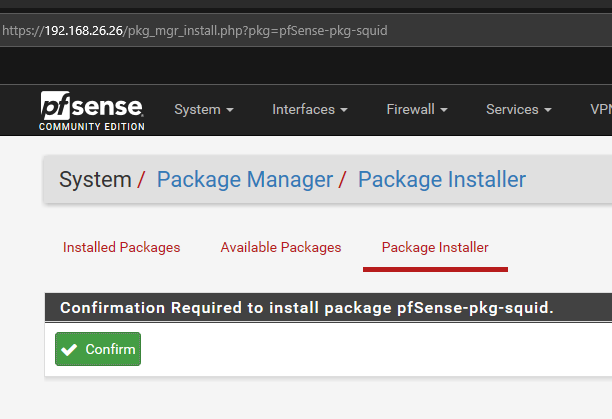 https://192.168.26.26/pkg_mgr_install.php?pkg=pfSense-pkg-squid
pfsense
COMMUNITY EDITION
System Interfaces Firewall Services VPN
System / Package Manager / Package Installer
Installed Packages Available Packages Package Installer
Confirmation Required to install package pfSense-pkg-squid.
Confirm